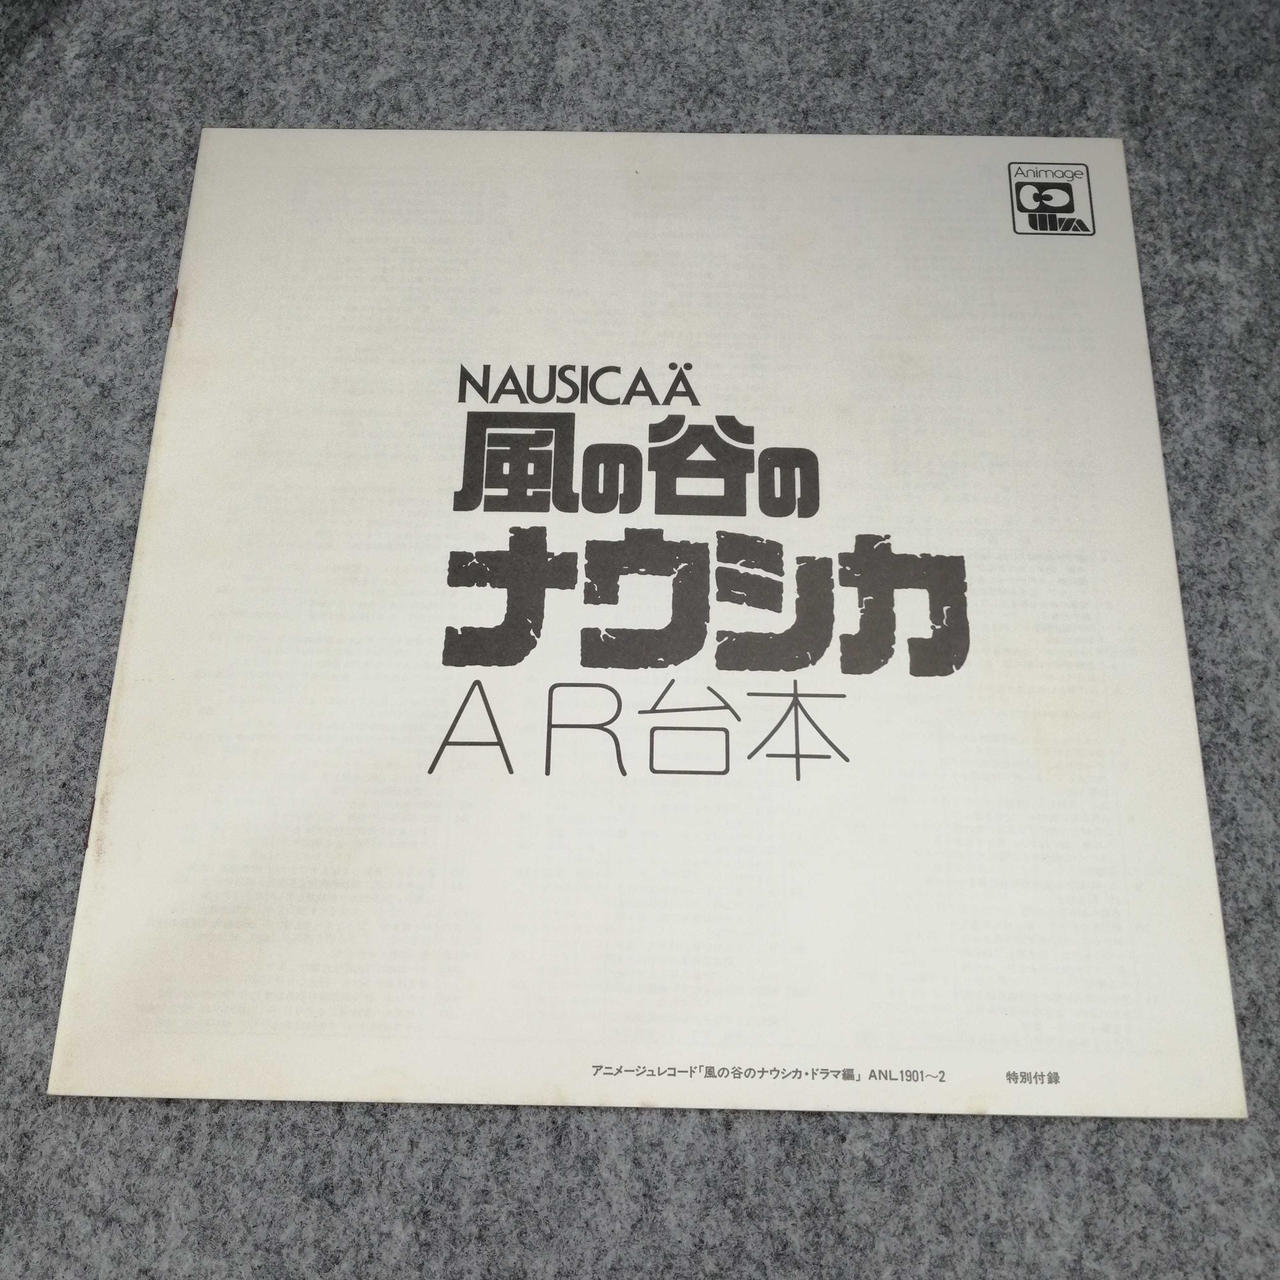 Animage
NAUSICAÄ
風の谷の
ナウシカ
AR台本
アニメージュレコード「風の谷のナウシカ・ドラマ編」 ANL1901～2 特別付録